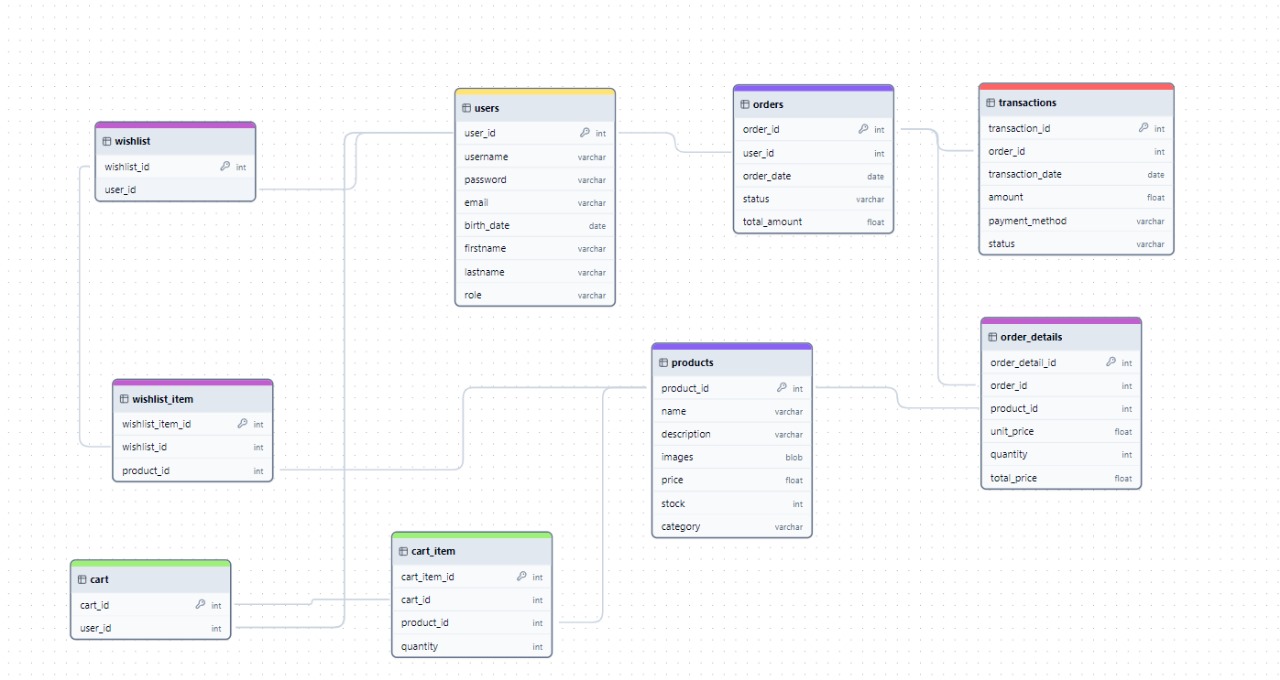 wishlist
wishlist_id int
user_id
users
user_id int
username varchar
password varchar
email varchar
birth_date date
firstname varchar
lastname varchar
role varchar
orders
order_id int
user_id int
order_date date
status varchar
total_amount float
transactions
transaction_id int
order_id int
transaction_date date
amount float
payment_method varchar
status varchar
wishlist_item
wishlist_item_id int
wishlist_id int
product_id int
products
product_id int
name varchar
description varchar
images blob
price float
stock int
category varchar
order_details
order_detail_id int
order_id int
product_id int
unit_price float
quantity int
total_price float
cart
cart_id int
user_id int
cart_item
cart_item_id int
cart_id int
product_id int
quantity int